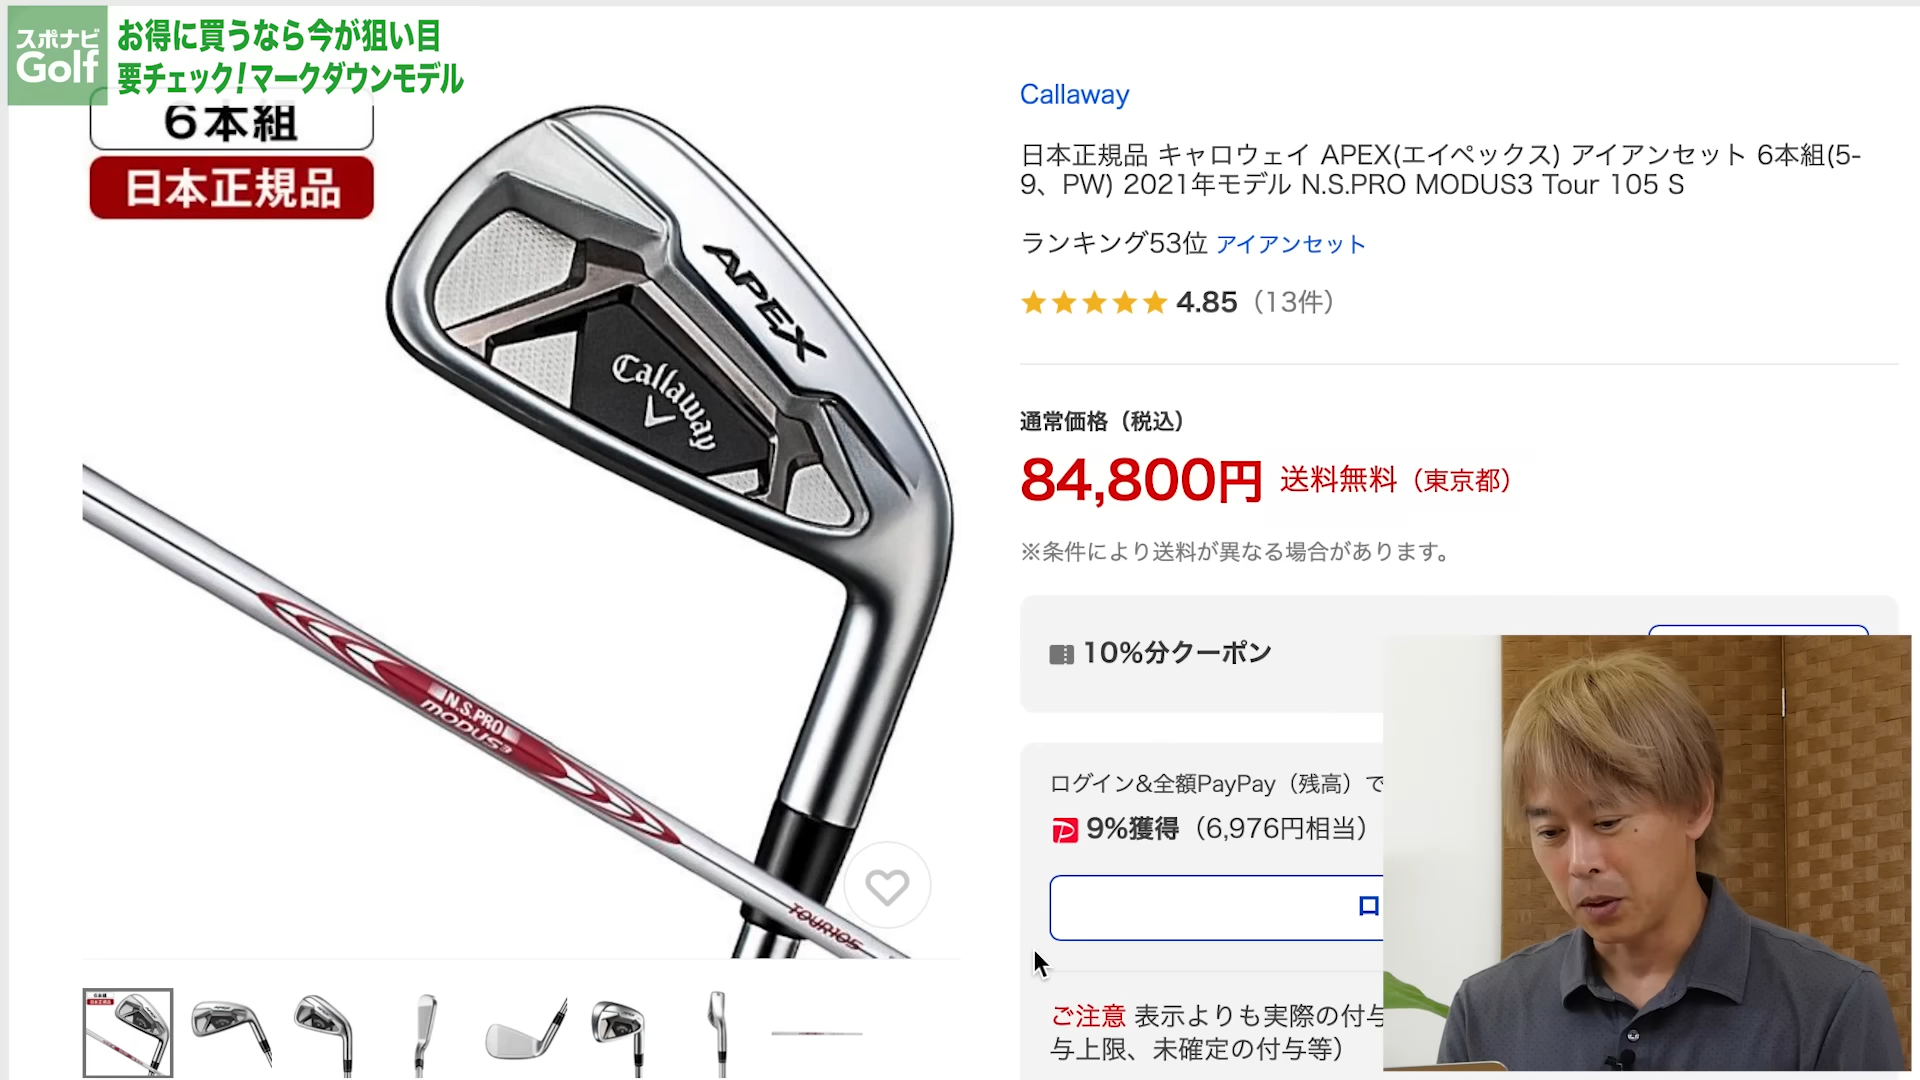 スポナビ
Golf
お得に買うなら今が狙い目
要チェック!マークダウンモデル
6本組
日本正規品
APEX
Callaway
N.S.PRO
MODUS3
TOUR105
Callaway
日本正規品 キャロウェイ APEX(エイペックス) アイアンセット 6本組(5-
9、PW) 2021年モデル N.S.PRO MODUS3 Tour 105 S
ランキング53位 アイアンセット
4.85（13件）
通常価格（税込）
84,800円 送料無料（東京都）
※条件により送料が異なる場合があります。
10%分クーポン
ログイン&全額PayPay（残高）で
9%獲得（6,976円相当）
ロ
ご注意 表示よりも実際の付与
与上限、未確定の付与等）